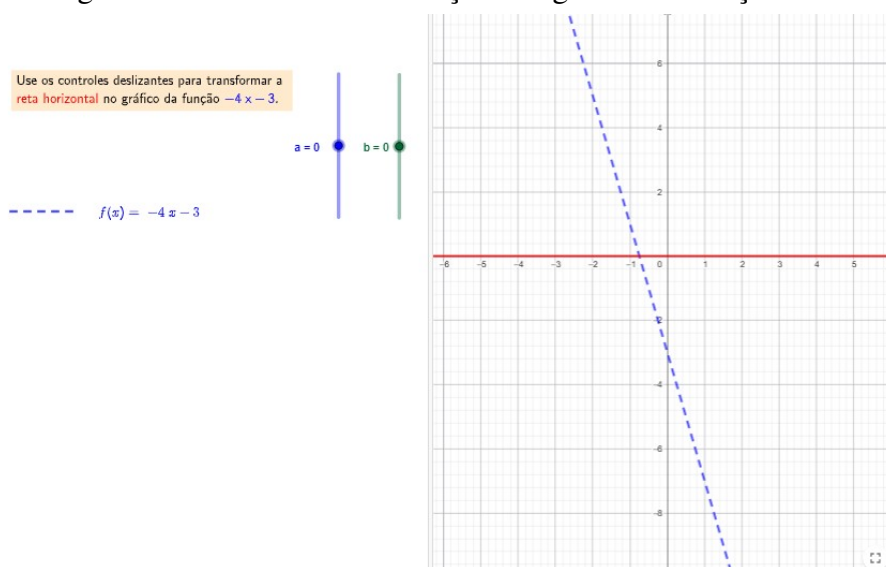 Use os controles deslizantes para transformar a
reta horizontal no gráfico da função −4 x − 3.
a = 0
b = 0
f(x) = −4 x − 3
6
4
2
−6 −5 −4 −3 −2 −1 0 1 2 3 4 5
−2
−4
−6
−8